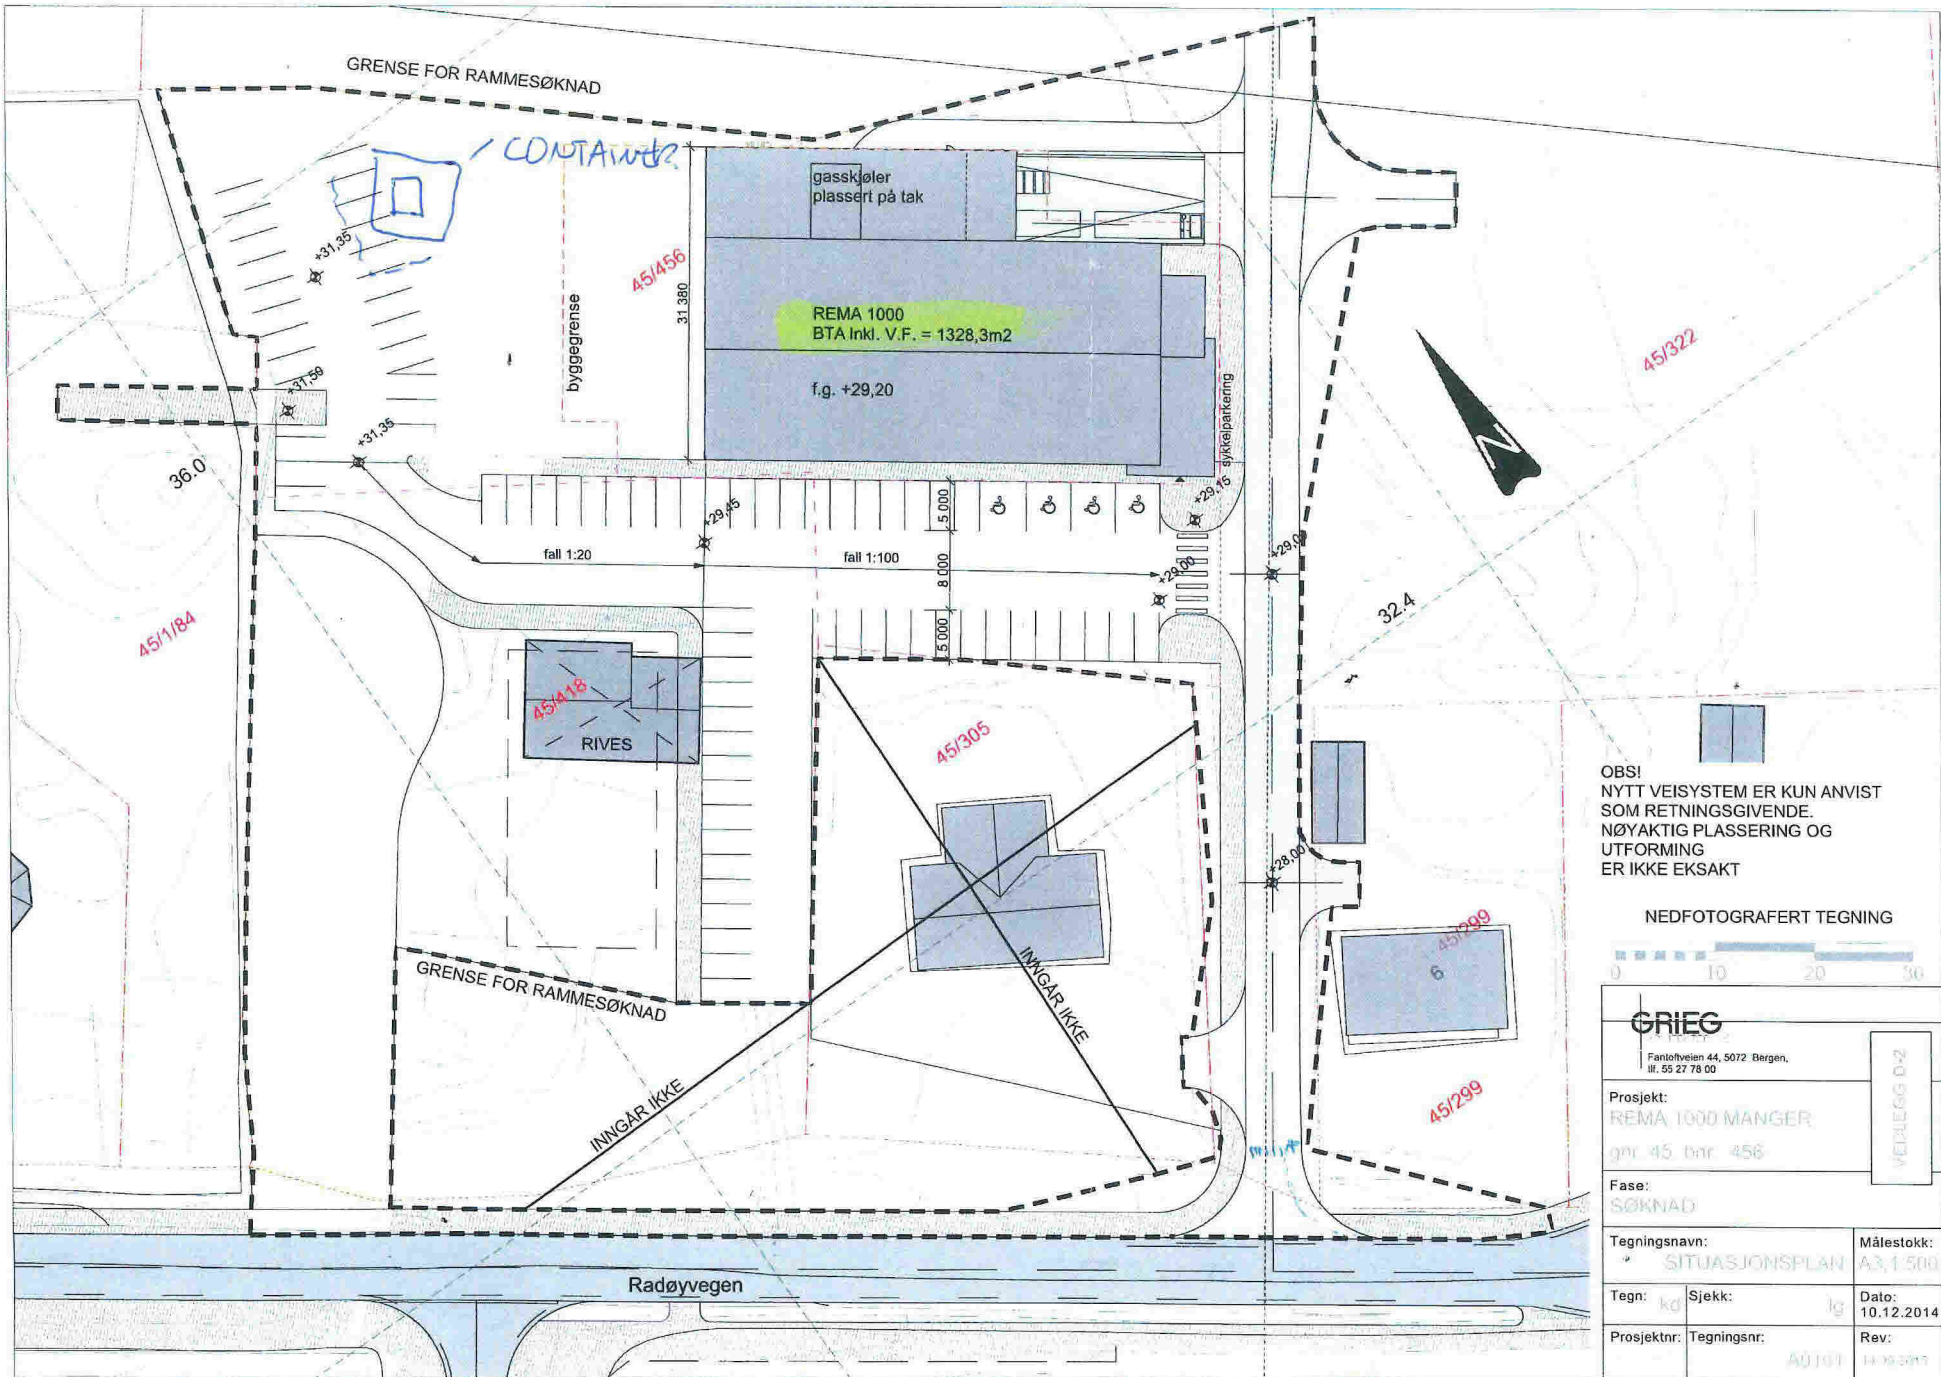 GRENSE FOR RAMMESØKNAD
CONTAINER
gasskjøler
plassert på tak
+31,35
45/456
31 380
byggegrense
REMA 1000
BTA Inkl. V.F. = 1328,3m2
f.g. +29,20
45/322
+31,50
+31,35
36.0
sykkelparkering
N
+29,45
5 000
+29,15
fall 1:20
fall 1:100
8 000
+29,00
32.4
45/1/84
5 000
45/418
RIVES
45/305
OBS!
NYTT VEISYSTEM ER KUN ANVIST
SOM RETNINGSGIVENDE.
NØYAKTIG PLASSERING OG
UTFORMING
ER IKKE EKSAKT
+28,00
NEDFOTOGRAFERT TEGNING
45/299
6
0 10 20 30
GRENSE FOR RAMMESØKNAD
INNGÅR IKKE
INNGÅR IKKE
45/299
GRIEG
Fantoftveien 44, 5072 Bergen,
tlf. 55 27 78 00
VEDLEGG D-2
Prosjekt:
REMA 1000 MANGER
gnr. 45, bnr. 456
Fase:
SØKNAD
Tegningsnavn:
SITUASJONSPLAN
Målestokk:
A3, 1:500
Tegn: kd
Sjekk: lg
Dato:
10.12.2014
Prosjektnr:
Tegningsnr:
A0101
Rev:
Radøyvegen